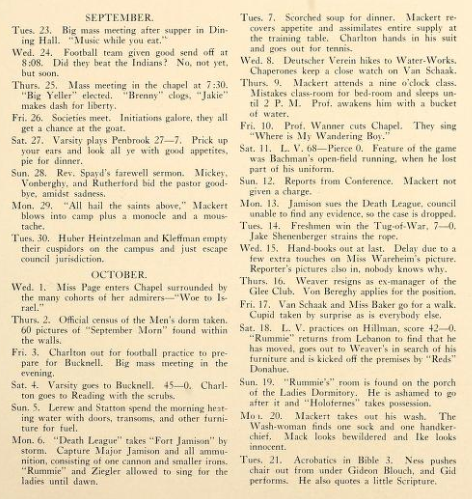 SEPTEMBER.
Tues. 23. Big mass meeting after supper in Din-
ing Hall. "Music while you eat."
Wed. 24. Football team given good send off at
8:08. Did they beat the Indians? No, not yet,
but soon.
Thurs. 25. Mass meeting in the chapel at 7:30.
"Big Yeller" elected. "Brenny" clogs, "Jakie"
makes dash for liberty.
Fri. 26. Societies meet. Initiations galore, they all
get a chance at the goat.
Sat. 27. Varsity plays Penbrook 27—7. Prick up
your ears and look all ye with good appetites,
pie for dinner.
Sun. 28. Rev. Spayd's farewell sermon. Mickey,
Vonberghy, and Rutherford bid the pastor good-
bye, amidst sadness.
Mon. 29. "All hail the saints above," Mackert
blows into camp plus a monocle and a mous-
tache.
Tues. 30. Huber Heintzelman and Kleffman empty
their cuspidors on the campus and just escape
council jurisdiction.
OCTOBER.
Wed. 1. Miss Page enters Chapel surrounded by
the many cohorts of her admirers—"Woe to Is-
rael."
Thurs. 2. Official census of the Men's dorm taken.
60 pictures of "September Morn" found within
the walls.
Fri. 3. Charlton out for football practice to pre-
pare for Bucknell. Big mass meeting in the
evening.
Sat. 4. Varsity goes to Bucknell. 45—0. Charl-
ton goes to Reading with the scrubs.
Sun. 5. Lerew and Statton spend the morning heat-
ing water with doors, transoms, and other furni-
ture for fuel.
Mon. 6. "Death League" takes "Fort Jamison" by
storm. Capture Major Jamison and all ammu-
nition, consisting of one cannon and smaller irons.
"Rummie" and Ziegler allowed to sing for the
ladies until dawn.
Tues. 7. Scorched soup for dinner. Mackert re-
covers appetite and assimilates entire supply at
the training table. Charlton hands in his suit
and goes out for tennis.
Wed. 8. Deutscher Verein hikes to Water-Works.
Chaperones keep a close watch on Van Schaak.
Thurs. 9. Mackert attends a nine o'clock class.
Mistakes class-room for bed-room and sleeps un-
til 2 P. M. Prof. awakens him with a bucket
of water.
Fri. 10. Prof. Wanner cuts Chapel. They sing
"Where is My Wandering Boy."
Sat. 11. L. V. 68—Pierce 0. Feature of the game
was Bachman's open-field running, when he lost
part of his uniform.
Sun. 12. Reports from Conference. Mackert not
given a charge.
Mon. 13. Jamison sues the Death League, council
unable to find any evidence, so the case is dropped.
Tues. 14. Freshmen win the Tug-of-War, 7—0.
Jake Shenenberger strains the rope.
Wed. 15. Hand-books out at last. Delay due to a
few extra touches on Miss Wareheim's picture.
Reporter's pictures also in, nobody knows why.
Thurs. 16. Weaver resigns as ex-manager of the
Glee Club. Von Bereghy applies for the position.
Fri. 17. Van Schaak and Miss Baker go for a walk.
Cupid taken by surprise as is everybody else.
Sat. 18. L. V. practices on Hillman, score 42—0.
"Rummie" returns from Lebanon to find that he
has moved, goes out to Weaver's in search of his
furniture and is kicked off the premises by "Reds"
Donahue.
Sun. 19. "Rummie's" room is found on the porch
of the Ladies Dormitory. He is ashamed to go
after it and "Holofernes" takes possession.
Mon. 20. Mackert takes out his wash. The
Wash-woman finds one sock and one handker-
chief. Mack looks bewildered and Ike looks
innocent.
Tues. 21. Acrobatics in Bible 3. Ness pushes
chair out from under Gideon Blouch, and Gid
performs. He also quotes a little Scripture.